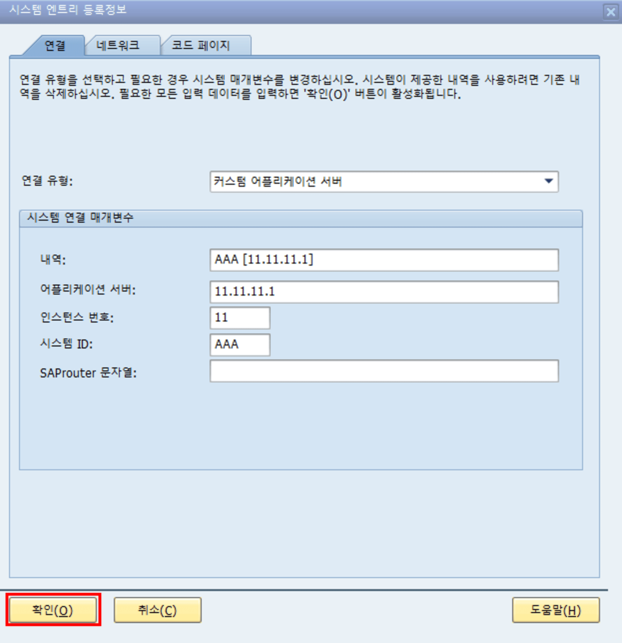 시스템 엔트리 등록정보
연결 네트워크 코드 페이지
연결 유형을 선택하고 필요한 경우 시스템 매개변수를 변경하십시오. 시스템이 제공한 내역을 사용하려면 기존 내
역을 삭제하십시오. 필요한 모든 입력 데이터를 입력하면 '확인(O)' 버튼이 활성화됩니다.
연결 유형: 커스텀 어플리케이션 서버
시스템 연결 매개변수
내역: AAA [11.11.11.1]
어플리케이션 서버: 11.11.11.1
인스턴스 번호: 11
시스템 ID: AAA
SAProuter 문자열:
확인(O) 취소(C) 도움말(H)